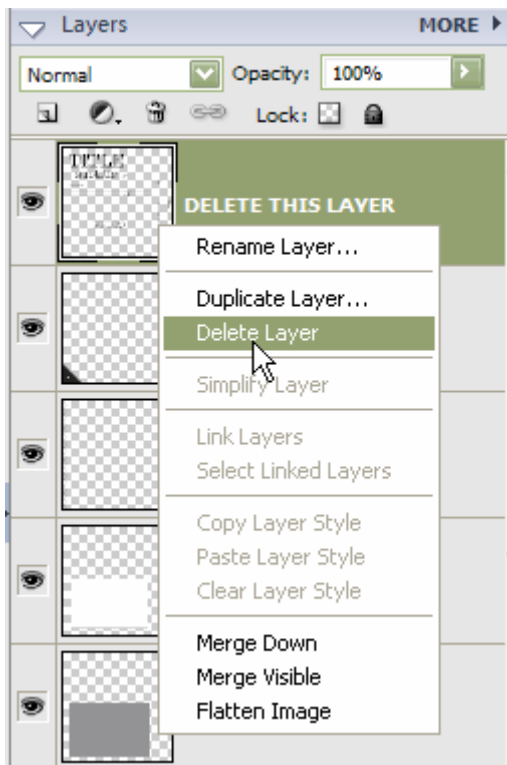 Layers MORE
Normal Opacity: 100%
Lock:
TITLE
DELETE THIS LAYER
Rename Layer...
Duplicate Layer...
Delete Layer
Simplify Layer
Link Layers
Select Linked Layers
Copy Layer Style
Paste Layer Style
Clear Layer Style
Merge Down
Merge Visible
Flatten Image